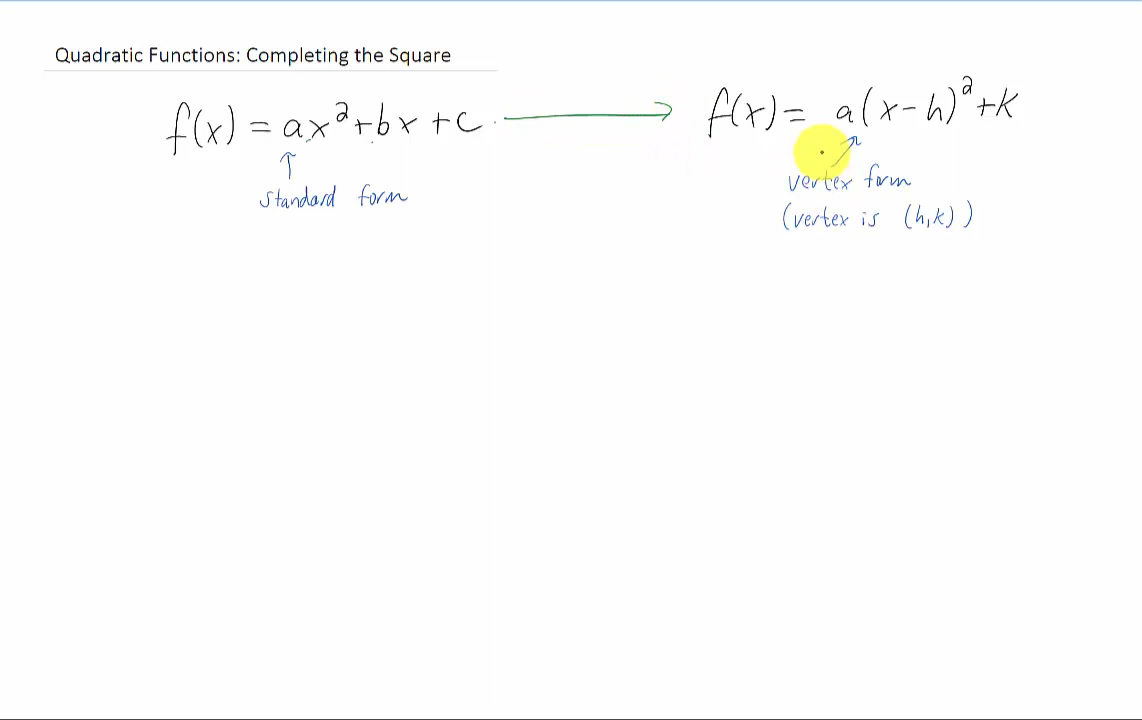 Quadratic Functions: Completing the Square
f(x) = ax²+bx+c → f(x) = a(x-h)²+k
↑
standard form
vertex form
(vertex is (h,k))